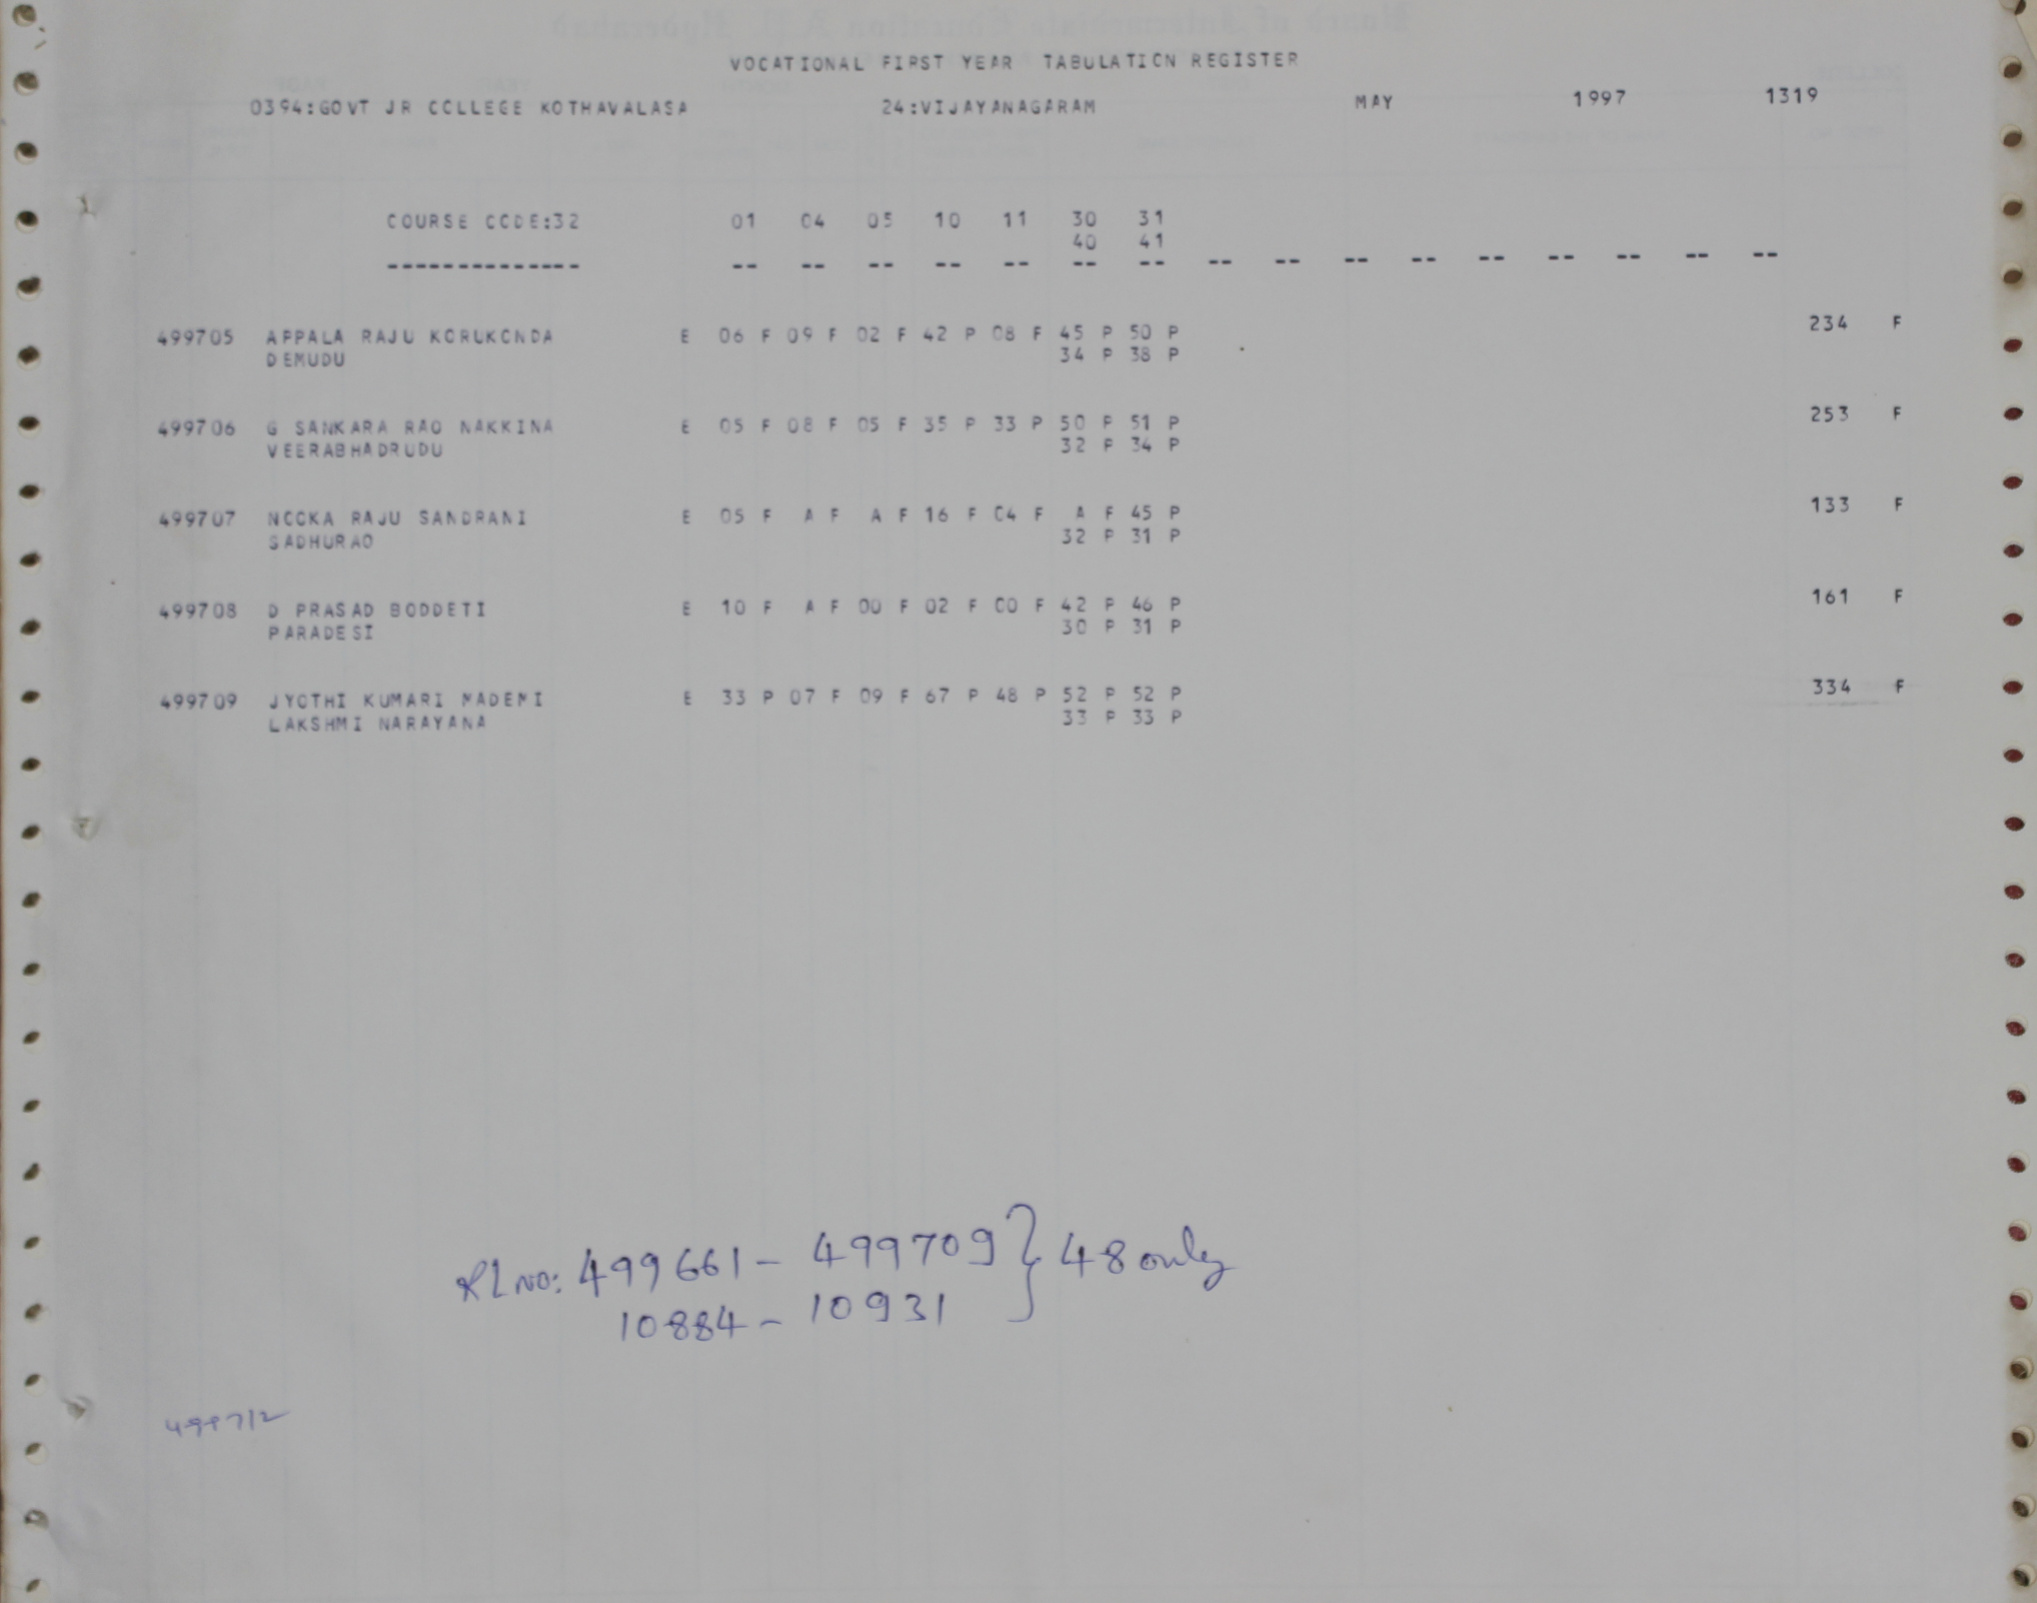 VOCATIONAL FIRST YEAR TABULATION REGISTER
0394:GOVT JR COLLEGE KOTHAVALASA 24:VIJAYANAGARAM MAY 1997 1319
COURSE CODE:32 01 04 05 10 11 30 31
40 41
-------------- -- -- -- -- -- -- -- -- -- -- -- -- -- -- -- --
499705 APPALA RAJU KORUKONDA E 06 F 09 F 02 F 42 P 08 F 45 P 50 P 234 F
DEMUDU 34 P 38 P
499706 G SANKARA RAO NAKKINA E 05 F 08 F 05 F 35 P 33 P 50 P 51 P 253 F
VEERABHADRUDU 32 P 34 P
499707 NOOKA RAJU SANDRANI E 05 F A F A F 16 F 04 F A F 45 P 133 F
SADHURAO 32 P 31 P
499708 D PRASAD BODDETI E 10 F A F 00 F 02 F 00 F 42 P 46 P 161 F
PARADESI 30 P 31 P
499709 JYOTHI KUMARI MADEMI E 33 P 07 F 09 F 67 P 48 P 52 P 52 P 334 F
LAKSHMI NARAYANA 33 P 33 P
Rl no: 499661 - 499709 } 48 only
10884 - 10931
499712